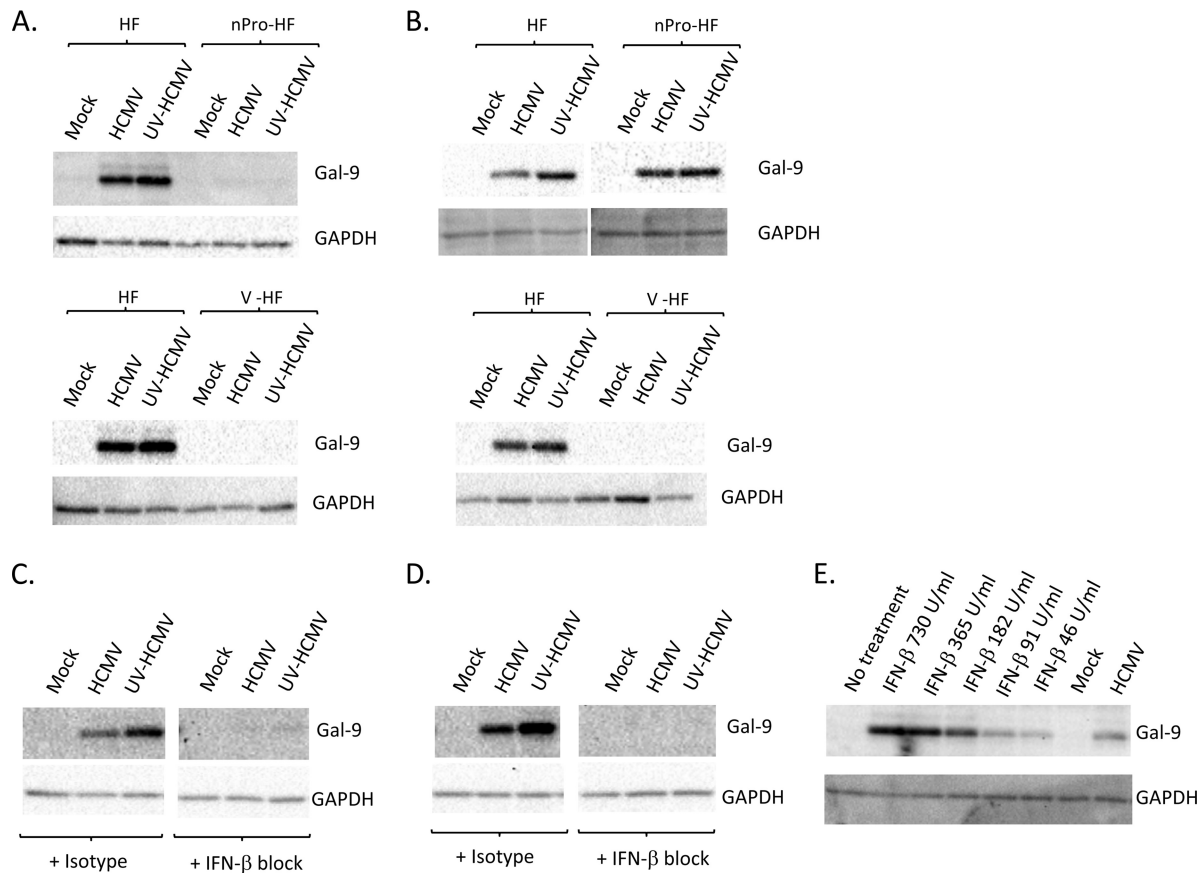 A.
HF nPro-HF
Mock HCMV UV-HCMV Mock HCMV UV-HCMV
Gal-9
GAPDH
HF V -HF
Mock HCMV UV-HCMV Mock HCMV UV-HCMV
Gal-9
GAPDH
B.
HF nPro-HF
Mock HCMV UV-HCMV Mock HCMV UV-HCMV
Gal-9
GAPDH
HF V -HF
Mock HCMV UV-HCMV Mock HCMV UV-HCMV
Gal-9
GAPDH
C.
Mock HCMV UV-HCMV Mock HCMV UV-HCMV
Gal-9
GAPDH
+ Isotype + IFN-β block
D.
Mock HCMV UV-HCMV Mock HCMV UV-HCMV
Gal-9
GAPDH
+ Isotype + IFN-β block
E.
No treatment IFN-β 730 U/ml IFN-β 365 U/ml IFN-β 182 U/ml IFN-β 91 U/ml IFN-β 46 U/ml Mock HCMV
Gal-9
GAPDH